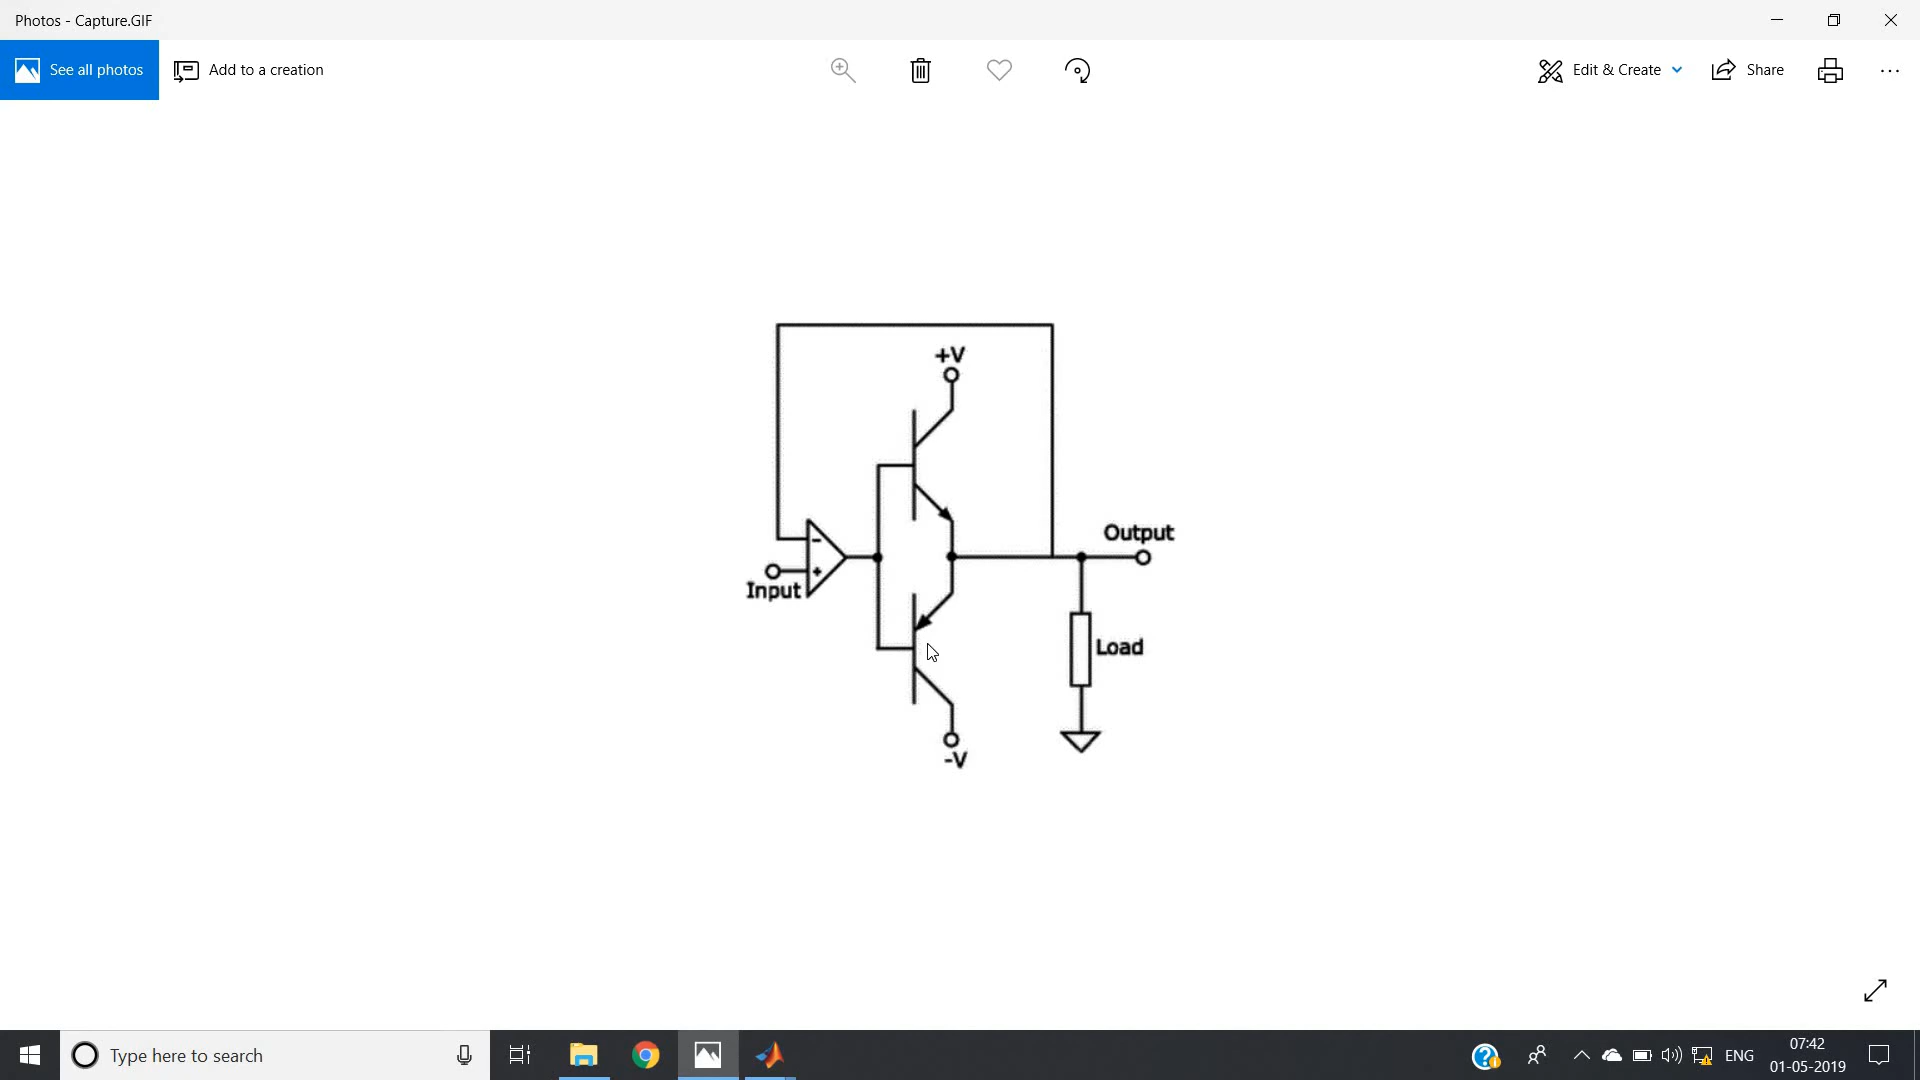 Photos - Capture.GIF
See all photos
Add to a creation
Edit & Create
Share
+V
Output
-
+
Input
Load
-V
Type here to search
ENG
07:42
01-05-2019